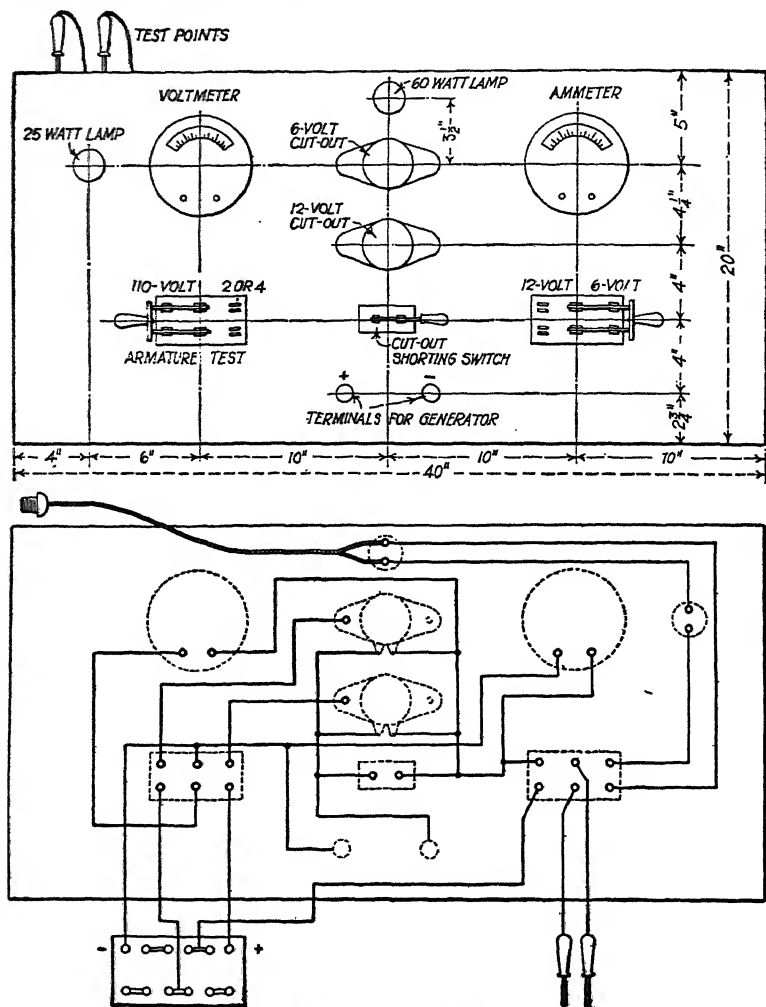 TEST POINTS
60 WATT LAMP
VOLTMETER
AMMETER
25 WATT LAMP
6-VOLT
CUT-OUT
3½"
5"
12-VOLT
CUT-OUT
4¼"
20"
110-VOLT 2 OR 4
12-VOLT 6-VOLT
4"
ARMATURE TEST
CUT-OUT
SHORTING SWITCH
4"
+ -
TERMINALS FOR GENERATOR
2¾"
4" 6" 10" 10" 10"
40"
- +